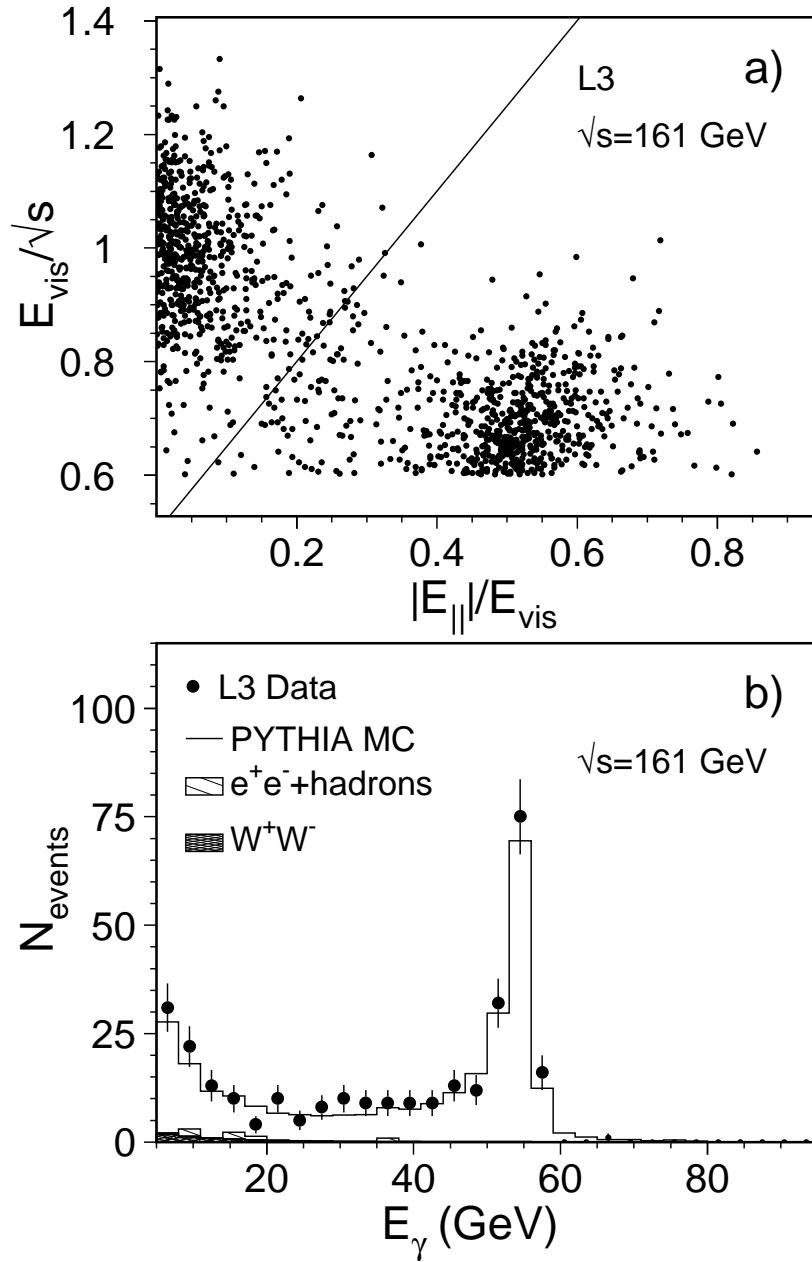 1.4
a)
L3
√s=161 GeV
1.2
1
0.8
0.6
E_vis/√s
0.2 0.4 0.6 0.8
|E_||/E_vis
b)
L3 Data
PYTHIA MC
√s=161 GeV
e⁺e⁻+hadrons
W⁺W⁻
100
75
50
25
0
N_events
20 40 60 80
E_γ (GeV)